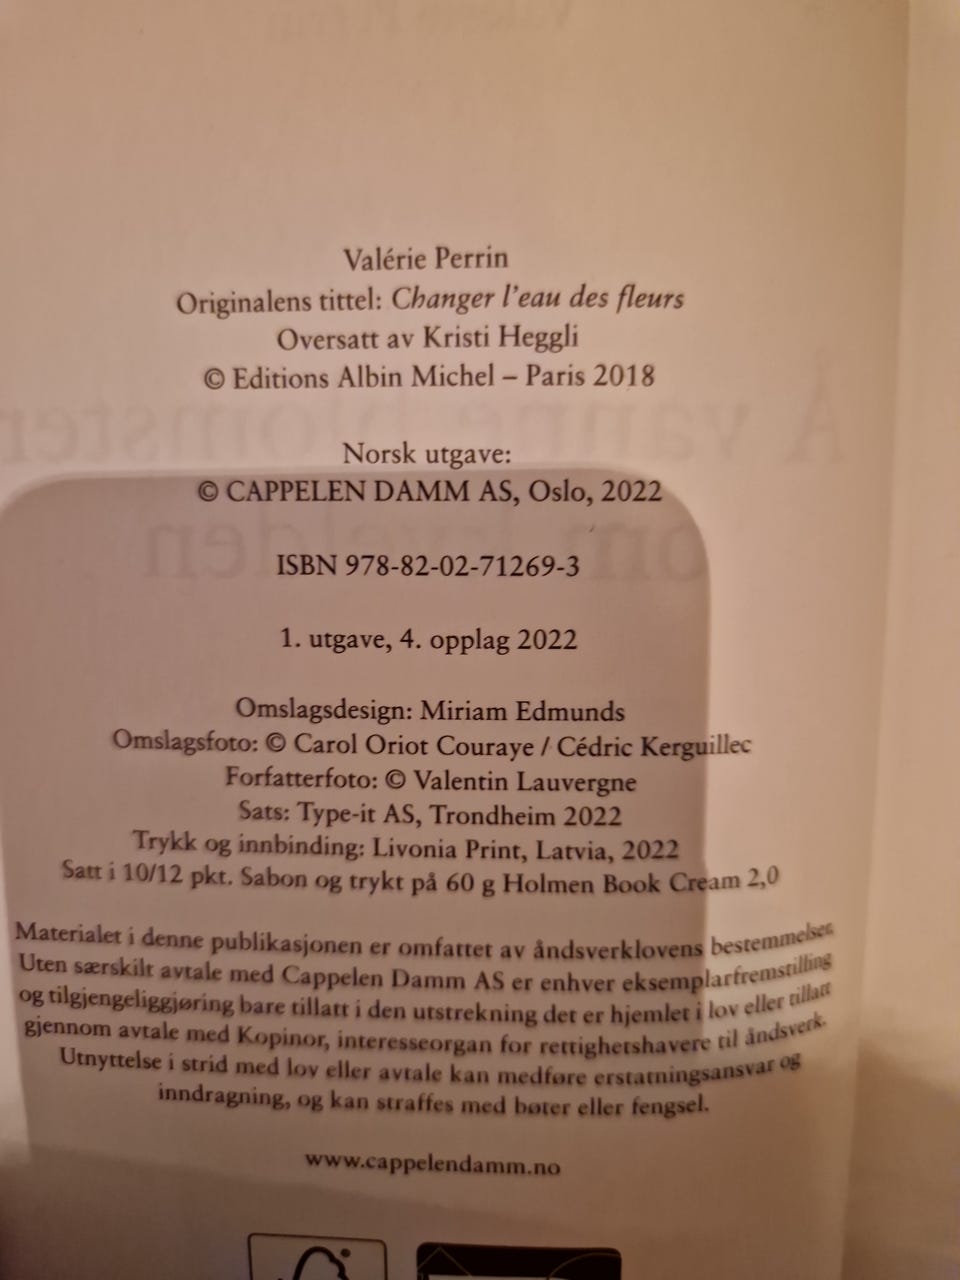 Valérie Perrin
Originalens tittel: Changer l'eau des fleurs
Oversatt av Kristi Heggli
© Editions Albin Michel – Paris 2018
Norsk utgave:
© CAPPELEN DAMM AS, Oslo, 2022
ISBN 978-82-02-71269-3
1. utgave, 4. opplag 2022
Omslagsdesign: Miriam Edmunds
Omslagsfoto: © Carol Oriot Couraye / Cédric Kerguillec
Forfatterfoto: © Valentin Lauvergne
Sats: Type-it AS, Trondheim 2022
Trykk og innbinding: Livonia Print, Latvia, 2022
Satt i 10/12 pkt. Sabon og trykt på 60 g Holmen Book Cream 2,0
Materialet i denne publikasjonen er omfattet av åndsverklovens bestemmelser.
Uten særskilt avtale med Cappelen Damm AS er enhver eksemplarfremstilling
og tilgjengeliggjøring bare tillatt i den utstrekning det er hjemlet i lov eller tillatt
gjennom avtale med Kopinor, interesseorgan for rettighetshavere til åndsverk.
Utnyttelse i strid med lov eller avtale kan medføre erstatningsansvar og
inndragning, og kan straffes med bøter eller fengsel.
www.cappelendamm.no